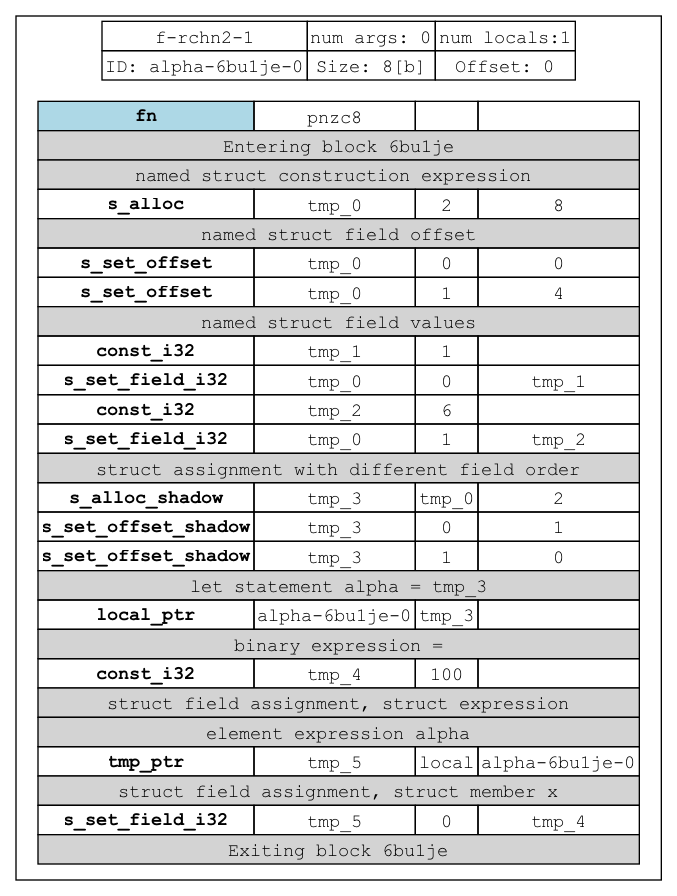 f-rchn2-1 num args: 0 num locals:1
ID: alpha-6bu1je-0 Size: 8[b] Offset: 0
fn pnzc8
Entering block 6bu1je
named struct construction expression
s_alloc tmp_0 2 8
named struct field offset
s_set_offset tmp_0 0 0
s_set_offset tmp_0 1 4
named struct field values
const_i32 tmp_1 1
s_set_field_i32 tmp_0 0 tmp_1
const_i32 tmp_2 6
s_set_field_i32 tmp_0 1 tmp_2
struct assignment with different field order
s_alloc_shadow tmp_3 tmp_0 2
s_set_offset_shadow tmp_3 0 1
s_set_offset_shadow tmp_3 1 0
let statement alpha = tmp_3
local_ptr alpha-6bu1je-0 tmp_3
binary expression =
const_i32 tmp_4 100
struct field assignment, struct expression
element expression alpha
tmp_ptr tmp_5 local alpha-6bu1je-0
struct field assignment, struct member x
s_set_field_i32 tmp_5 0 tmp_4
Exiting block 6bu1je